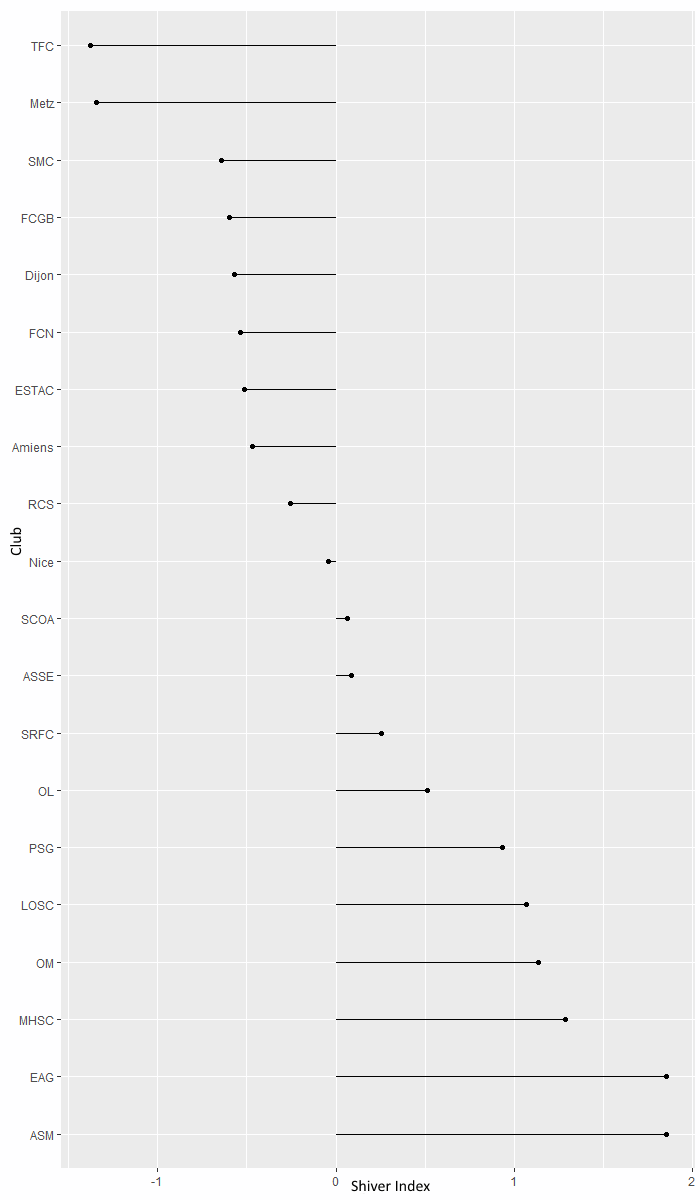 TFC
Metz
SMC
FCGB
Dijon
FCN
ESTAC
Amiens
RCS
Club
Nice
SCOA
ASSE
SRFC
OL
PSG
LOSC
OM
MHSC
EAG
ASM
-1 0 1 2
Shiver Index